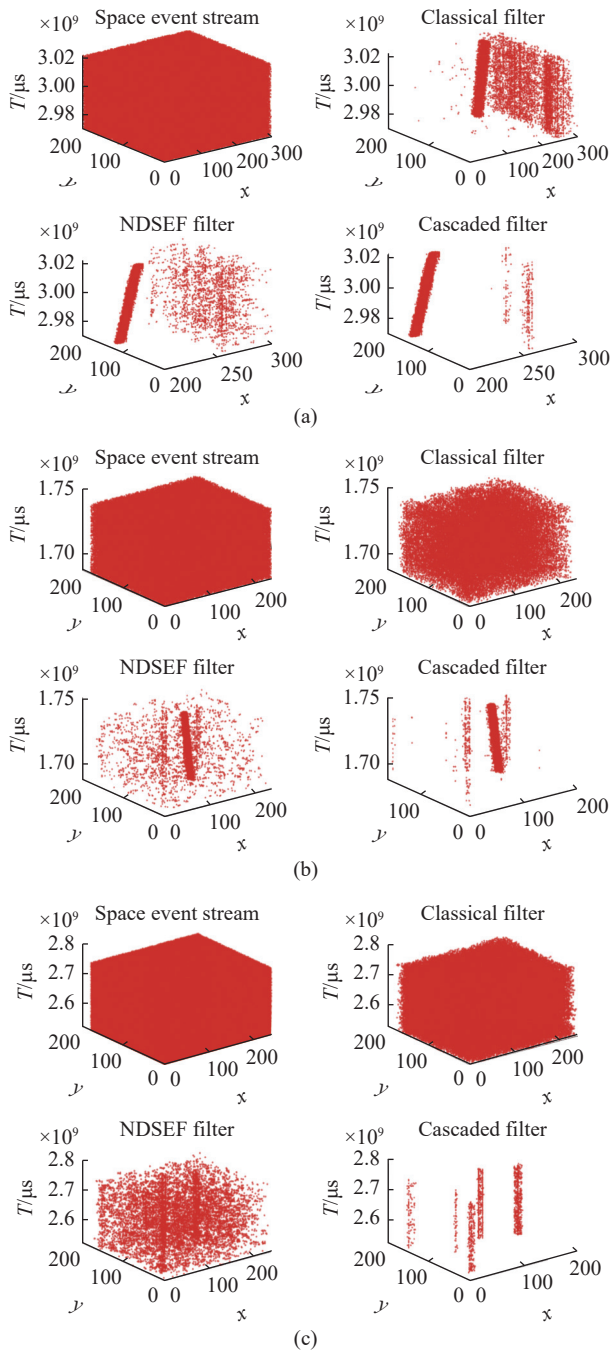 Space event stream
Classical filter
×10⁹
×10⁹
T/μs
3.02
3.00
2.98
T/μs
3.02
3.00
2.98
200
100
0
y
0
100
200
300
x
200
100
0
y
0
100
200
300
x
NDSEF filter
Cascaded filter
×10⁹
×10⁹
T/μs
3.02
3.00
2.98
T/μs
3.02
3.00
2.98
200
100
0
y
200
250
300
x
200
100
0
y
200
250
300
x
(a)
Space event stream
Classical filter
×10⁹
×10⁹
T/μs
1.75
1.70
T/μs
1.75
1.70
200
100
0
y
0
100
200
x
200
100
0
y
0
100
200
x
NDSEF filter
Cascaded filter
×10⁹
×10⁹
T/μs
1.75
1.70
T/μs
1.75
1.70
200
100
0
y
0
100
200
x
100
0
y
0
100
200
x
(b)
Space event stream
Classical filter
×10⁹
×10⁹
T/μs
2.8
2.7
2.6
T/μs
2.8
2.7
2.6
200
100
0
y
0
100
200
x
200
100
0
y
0
100
200
x
NDSEF filter
Cascaded filter
×10⁹
×10⁹
T/μs
2.8
2.7
2.6
T/μs
2.8
2.7
2.6
200
100
0
y
0
100
200
x
200
100
0
y
0
100
200
x
(c)